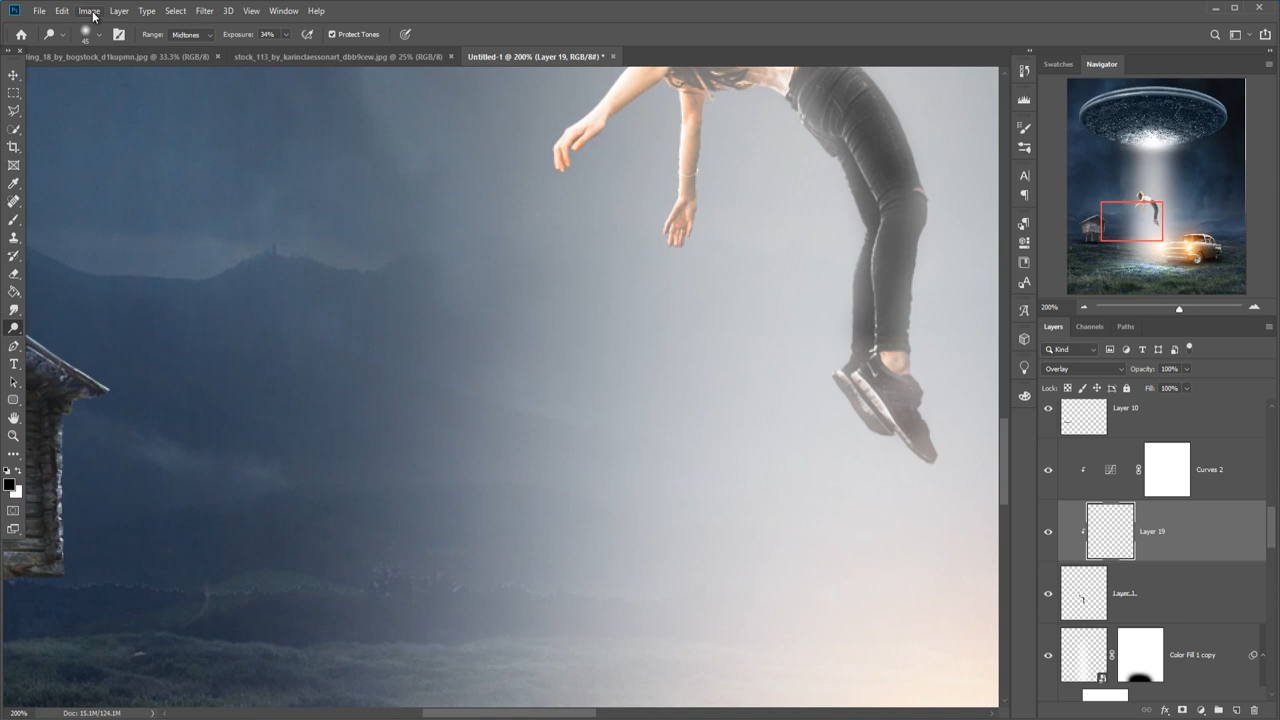 Ps File Edit Image Layer Type Select Filter 3D View Window Help
45 Range: Midtones Exposure: 34% Protect Tones
ling_18_by_bogstock_d1kupmn.jpg @ 33.3% (RGB/8) × stock_113_by_karinclaessonart_dbb9cew.jpg @ 25% (RGB/8) × Untitled-1 @ 200% (Layer 19, RGB/8#) * ×
Swatches Navigator
200%
Layers Channels Paths
Kind
Overlay Opacity: 100%
Lock: Fill: 100%
Layer 10
Curves 2
Layer 19
Layer 1
Color Fill 1 copy
200% Doc: 15.1M/124.1M